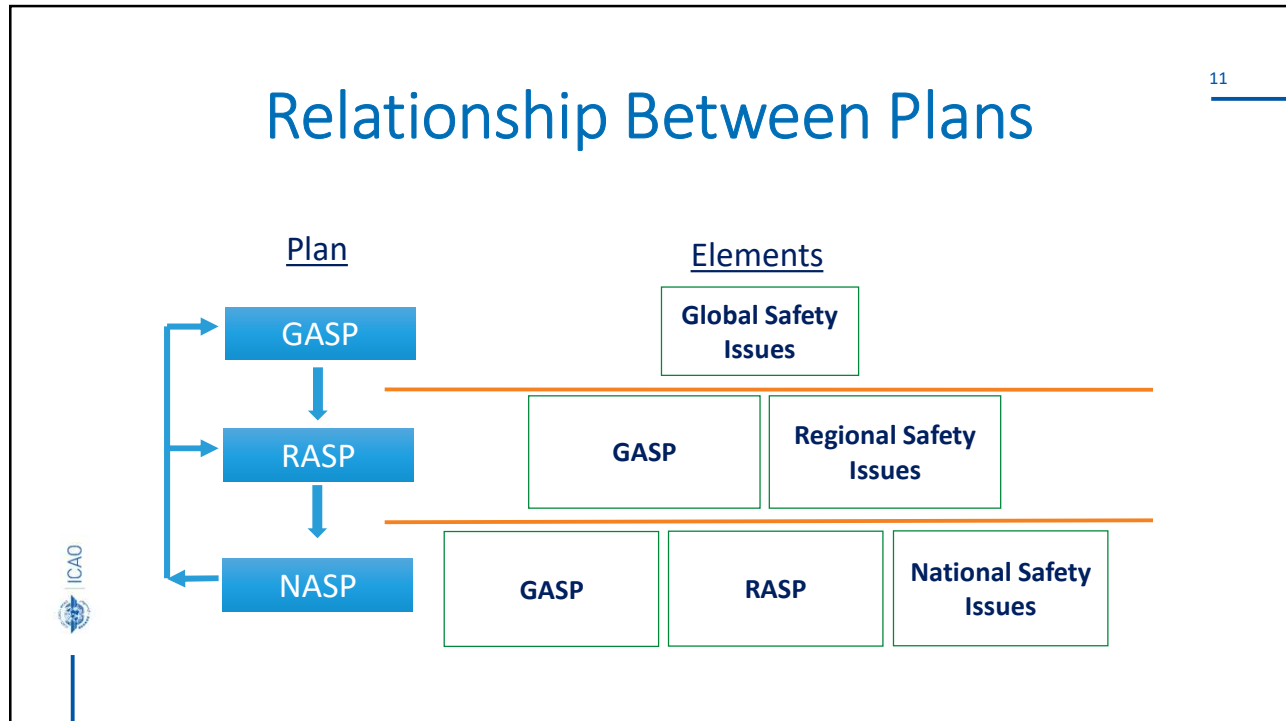 11
Relationship Between Plans
Plan
Elements
GASP
Global Safety
Issues
RASP
GASP
Regional Safety
Issues
NASP
GASP
RASP
National Safety
Issues
ICAO